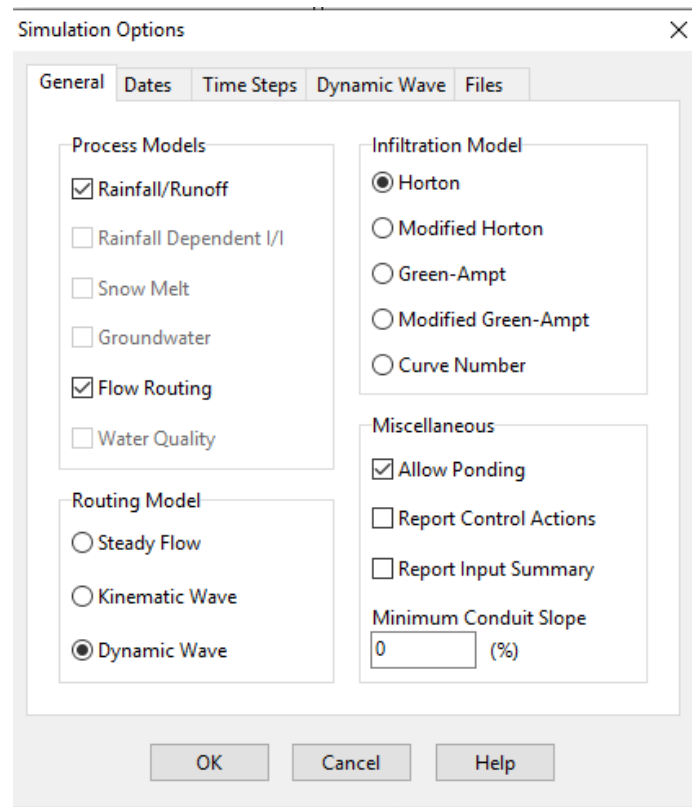 Simulation Options
General Dates Time Steps Dynamic Wave Files
Process Models
Rainfall/Runoff
Rainfall Dependent I/I
Snow Melt
Groundwater
Flow Routing
Water Quality
Routing Model
Steady Flow
Kinematic Wave
Dynamic Wave
Infiltration Model
Horton
Modified Horton
Green-Ampt
Modified Green-Ampt
Curve Number
Miscellaneous
Allow Ponding
Report Control Actions
Report Input Summary
Minimum Conduit Slope
0 (%)
OK Cancel Help